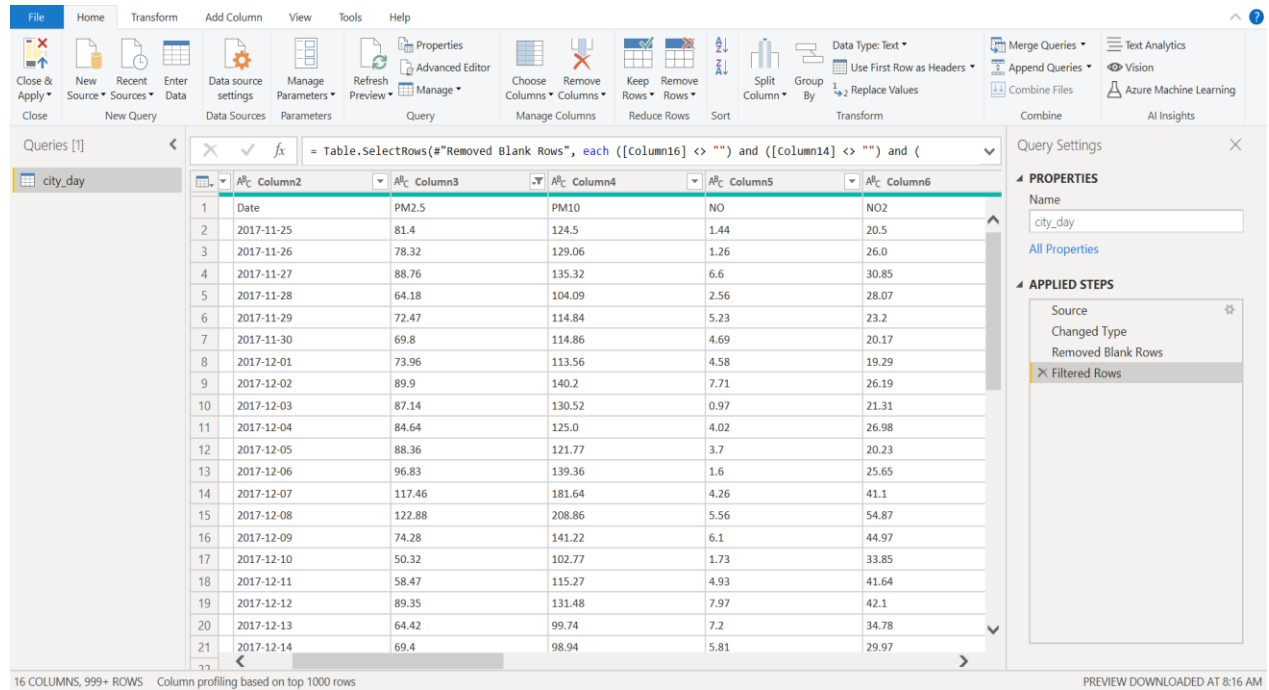 File Home Transform Add Column View Tools Help
Properties
Advanced Editor
Manage
Data Type: Text
Use First Row as Headers
1→2 Replace Values
Merge Queries
Append Queries
Combine Files
Text Analytics
Vision
Azure Machine Learning
Close & New Recent Enter Data source Manage Refresh Choose Remove Keep Remove Split Group
Apply Source Sources Data settings Parameters Preview Columns Columns Rows Rows Column By
Close New Query Data Sources Parameters Query Manage Columns Reduce Rows Sort Transform Combine AI Insights
Queries [1]
city_day
fx = Table.SelectRows(#"Removed Blank Rows", each ([Column16] <> "") and ([Column14] <> "") and (
ABC Column2 ABC Column3 ABC Column4 ABC Column5 ABC Column6
1 Date PM2.5 PM10 NO NO2
2 2017-11-25 81.4 124.5 1.44 20.5
3 2017-11-26 78.32 129.06 1.26 26.0
4 2017-11-27 88.76 135.32 6.6 30.85
5 2017-11-28 64.18 104.09 2.56 28.07
6 2017-11-29 72.47 114.84 5.23 23.2
7 2017-11-30 69.8 114.86 4.69 20.17
8 2017-12-01 73.96 113.56 4.58 19.29
9 2017-12-02 89.9 140.2 7.71 26.19
10 2017-12-03 87.14 130.52 0.97 21.31
11 2017-12-04 84.64 125.0 4.02 26.98
12 2017-12-05 88.36 121.77 3.7 20.23
13 2017-12-06 96.83 139.36 1.6 25.65
14 2017-12-07 117.46 181.64 4.26 41.1
15 2017-12-08 122.88 208.86 5.56 54.87
16 2017-12-09 74.28 141.22 6.1 44.97
17 2017-12-10 50.32 102.77 1.73 33.85
18 2017-12-11 58.47 115.27 4.93 41.64
19 2017-12-12 89.35 131.48 7.97 42.1
20 2017-12-13 64.42 99.74 7.2 34.78
21 2017-12-14 69.4 98.94 5.81 29.97
22
Query Settings
PROPERTIES
Name
city_day
All Properties
APPLIED STEPS
Source
Changed Type
Removed Blank Rows
Filtered Rows
16 COLUMNS, 999+ ROWS Column profiling based on top 1000 rows PREVIEW DOWNLOADED AT 8:16 AM